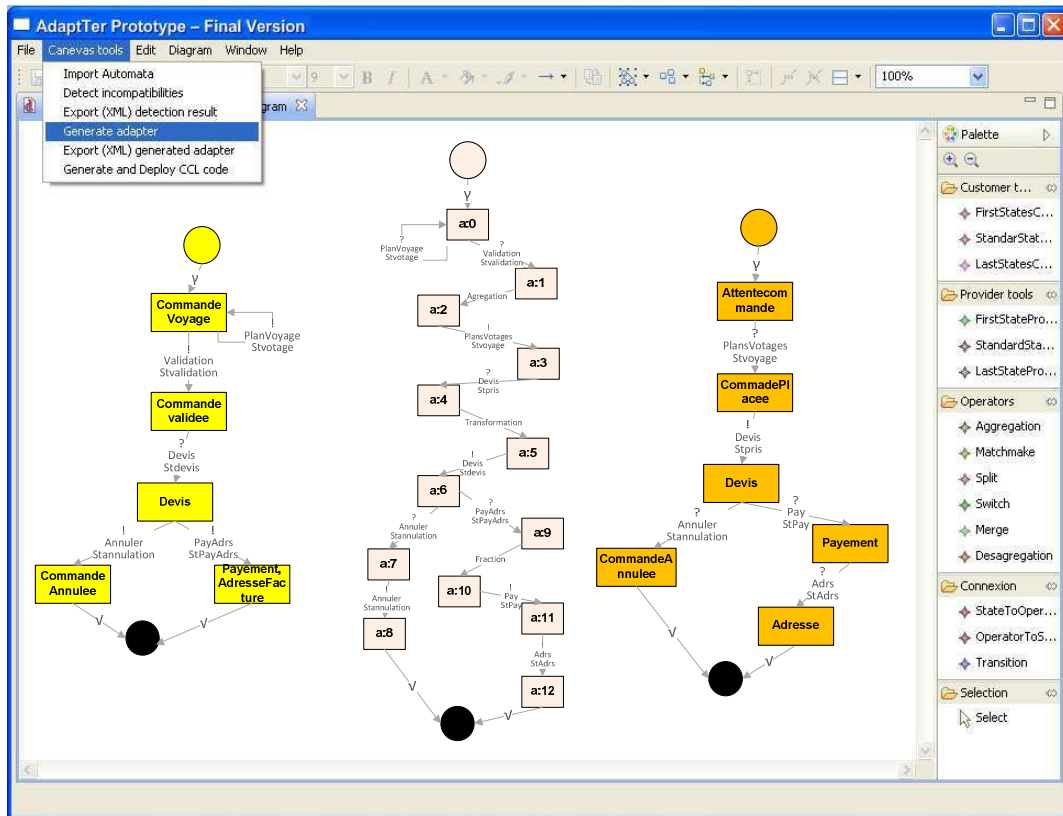 AdapTer Prototype – Final Version
File Canevas tools Edit Diagram Window Help
Import Automata
Detect incompatibilities
Export (XML) detection result
Generate adapter
Export (XML) generated adapter
Generate and Deploy CCL code
9 B I A 100%
gram
γ
Commande
Voyage
!
PlanVoyage
Stvotage
!
Validation
Stvalidation
Commande
validee
?
Devis
Stdevis
Devis
!
Annuler
Stannulation
!
PayAdrs
StPayAdrs
Commande
Annulee
Payement,
AdresseFac
ture
√
√
γ
a:0
?
PlanVoyage
Stvotage
?
Validation
Stvalidation
a:1
Agregation
a:2
!
PlansVotages
Stvoyage
a:3
?
Devis
Stpris
a:4
Transformation
a:5
!
Devis
Stdevis
a:6
?
Annuler
Stannulation
?
PayAdrs
StPayAdrs
a:7
a:9
Fraction
!
Annuler
Stannulation
a:10
!
Pay
StPay
a:8
a:11
!
Adrs
StAdrs
a:12
√
√
γ
Attentecom
mande
?
PlansVotages
Stvoyage
CommadePl
acee
!
Devis
Stpris
Devis
?
Annuler
Stannulation
?
Pay
StPay
CommandeA
nnulee
Payement
?
Adrs
StAdrs
Adresse
√
√
Palette
Customer t...
FirstStatesC...
StandarStat...
LastStatesC...
Provider tools
FirstStatePro...
StandardSta...
LastStatePro...
Operators
Aggregation
Matchmake
Split
Switch
Merge
Desagregation
Connexion
StateToOper...
OperatorToS...
Transition
Selection
Select